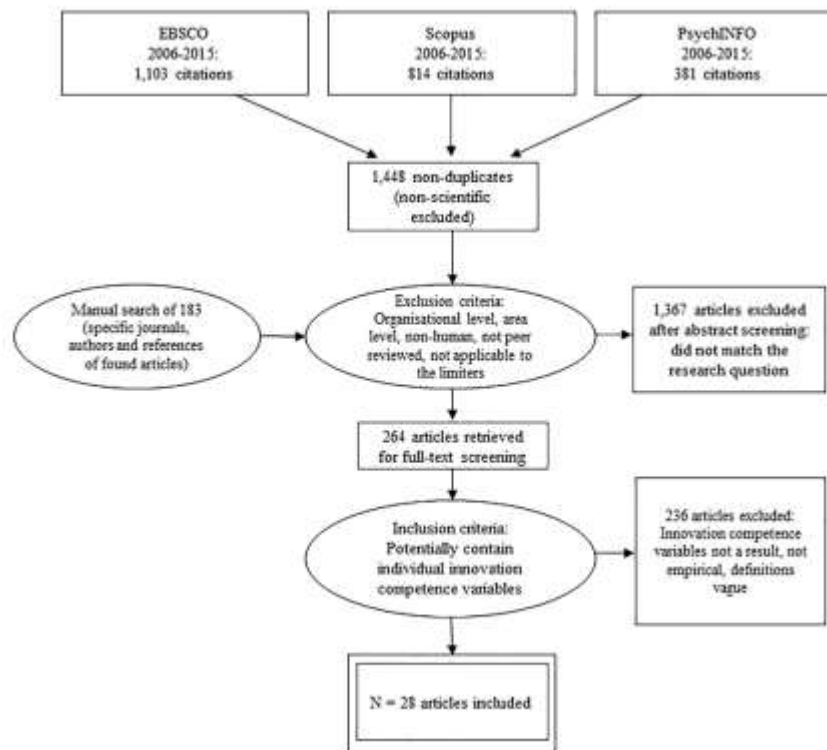 EBSCO
2006-2015:
1,103 citations
Scopus
2006-2015:
814 citations
PsychINFO
2006-2015:
381 citations
1,448 non-duplicates
(non-scientific
excluded)
Manual search of 183
(specific journals,
authors and references
of found articles)
Exclusion criteria:
Organisational level, area
level, non-human, not peer
reviewed, not applicable to
the limiters
1,367 articles excluded
after abstract screening:
did not match the
research question
264 articles retrieved
for full-text screening
Inclusion criteria:
Potentially contain
individual innovation
competence variables
236 articles excluded:
Innovation competence
variables not a result, not
empirical, definitions
vague
N = 28 articles included